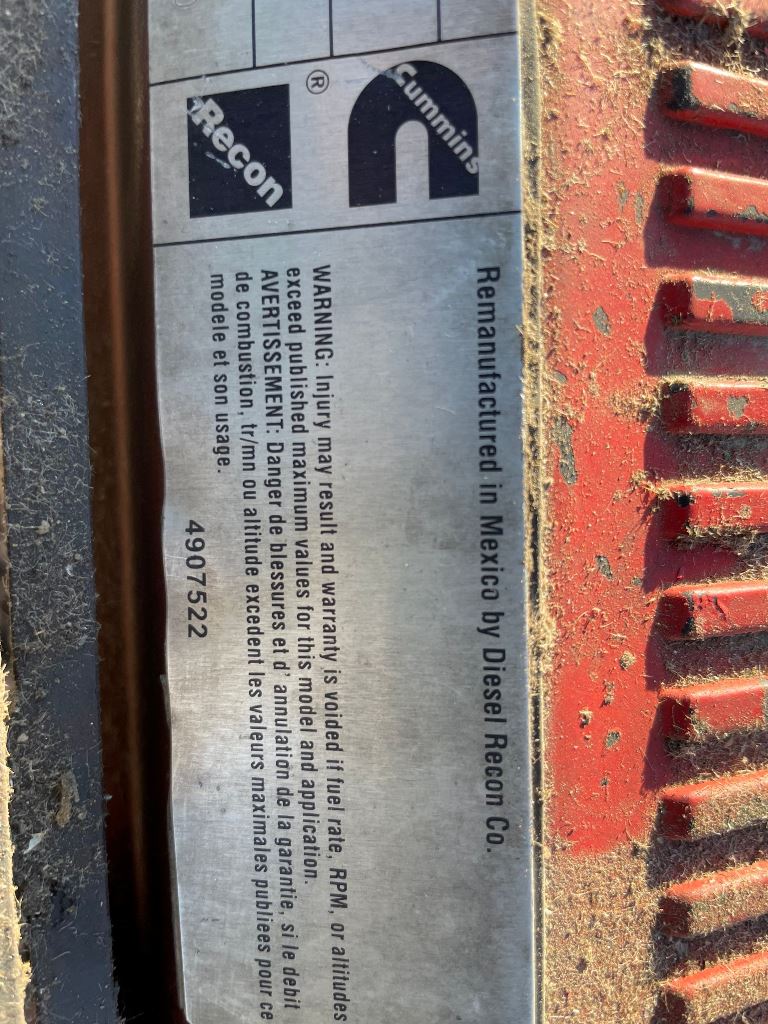 Cummins
®
Recon
Remanufactured in Mexico by Diesel Recon Co.
WARNING: Injury may result and warranty is voided if fuel rate, RPM, or altitudes
exceed published maximum values for this model and application.
AVERTISSEMENT: Danger de blessures et d' annulation de la garantie, si le debit
de combustion, tr/mn ou altitude excedent les valeurs maximales publiees pour ce
modele et son usage.
4907522